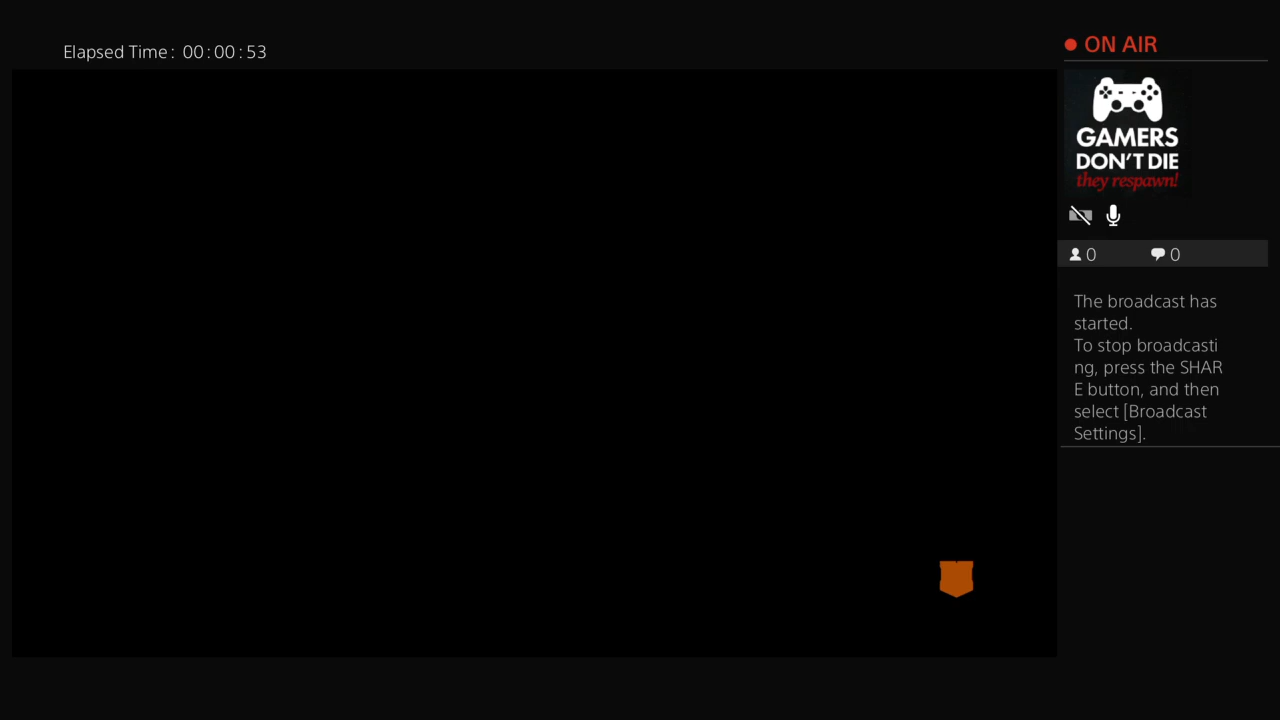 Elapsed Time: 00:00:53
ON AIR
GAMERS
DON'T DIE
they respawn!
0 0
The broadcast has
started.
To stop broadcasti
ng, press the SHAR
E button, and then
select [Broadcast
Settings].